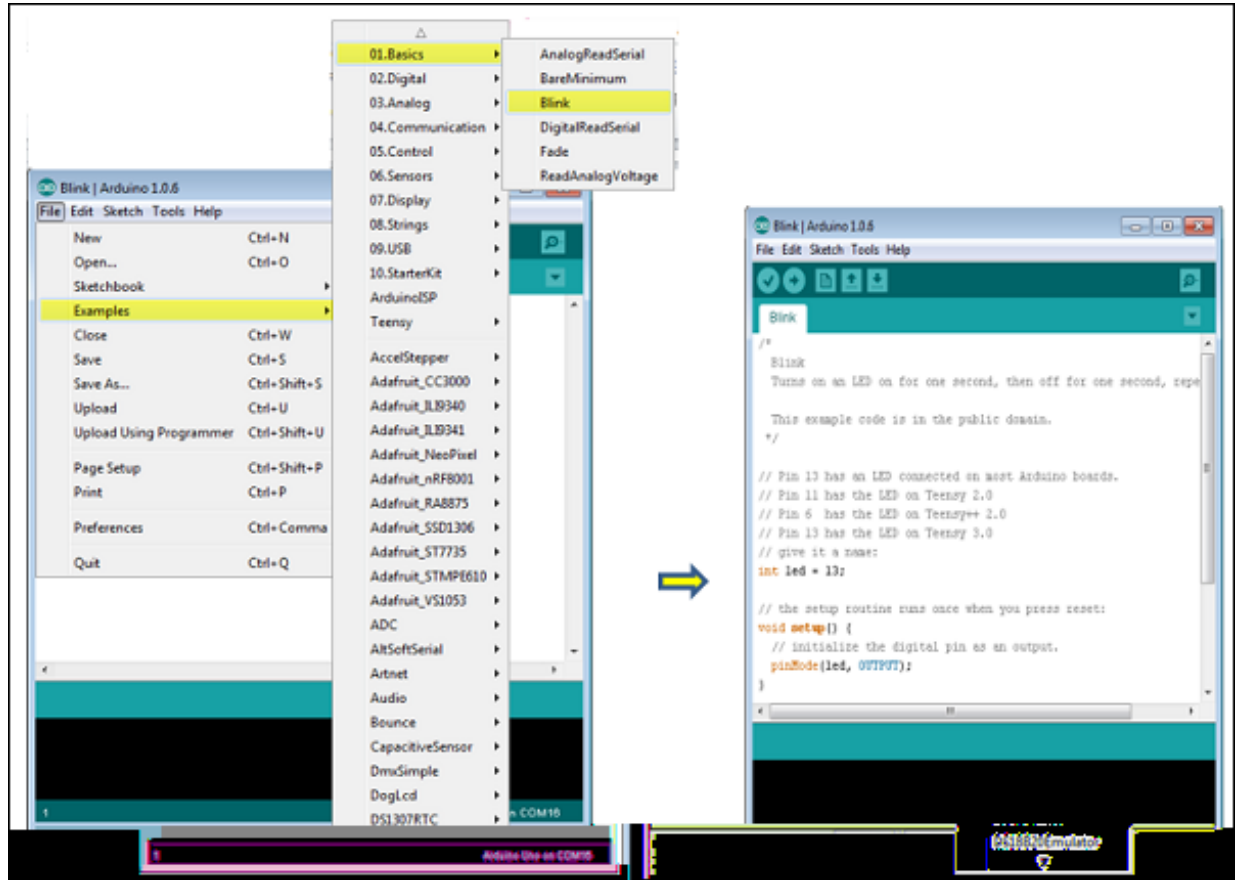 01.Basics
02.Digital
03.Analog
04.Communication
05.Control
06.Sensors
07.Display
08.Strings
09.USB
10.StarterKit
ArduinoISP
Teensy
AccelStepper
Adafruit_CC3000
Adafruit_ILI9340
Adafruit_ILI9341
Adafruit_NeoPixel
Adafruit_nRF8001
Adafruit_RA8875
Adafruit_SSD1306
Adafruit_ST7735
Adafruit_STMPE610
Adafruit_VS1053
ADC
AltSoftSerial
Artnet
Audio
Bounce
CapacitiveSensor
DmxSimple
DogLcd
DS1307RTC
AnalogReadSerial
BareMinimum
Blink
DigitalReadSerial
Fade
ReadAnalogVoltage
Blink | Arduino 1.0.6
File Edit Sketch Tools Help
New Ctrl+N
Open... Ctrl+O
Sketchbook
Examples
Close Ctrl+W
Save Ctrl+S
Save As... Ctrl+Shift+S
Upload Ctrl+U
Upload Using Programmer Ctrl+Shift+U
Page Setup Ctrl+Shift+P
Print Ctrl+P
Preferences Ctrl+Comma
Quit Ctrl+Q
1
on COM16
1
Arduino Uno on COM16
Blink | Arduino 1.0.6
File Edit Sketch Tools Help
Blink
/*
Blink
Turns on an LED on for one second, then off for one second, repe
This example code is in the public domain.
*/
// Pin 13 has an LED connected on most Arduino boards.
// Pin 11 has the LED on Teensy 2.0
// Pin 6 has the LED on Teensy++ 2.0
// Pin 13 has the LED on Teensy 3.0
// give it a name:
int led = 13;
// the setup routine runs once when you press reset:
void setup() {
// initialize the digital pin as an output.
pinMode(led, OUTPUT);
}